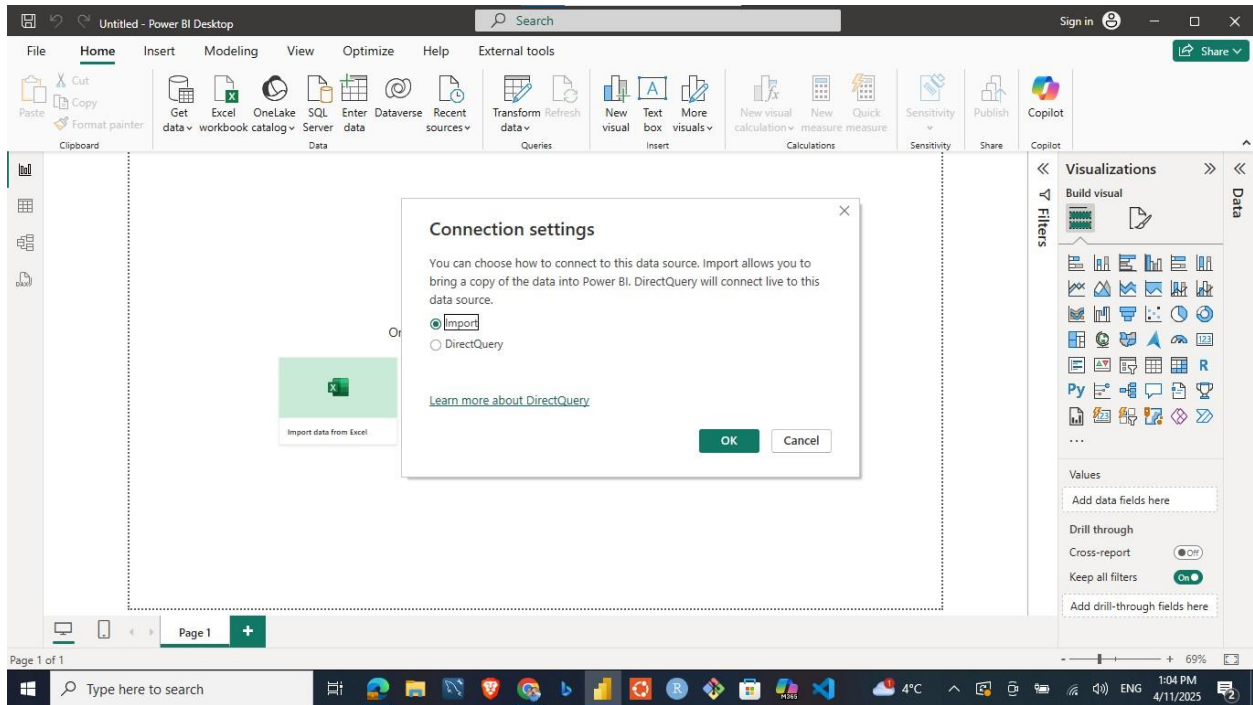 Untitled - Power BI Desktop
Search
Sign in
File Home Insert Modeling View Optimize Help External tools
Share
Paste
Cut
Copy
Format painter
Clipboard
Get data
Excel workbook
OneLake catalog
SQL Server
Enter data
Dataverse
Recent sources
Data
Transform data
Refresh
Queries
New visual
Text box
More visuals
Insert
New visual calculation
New measure
Quick measure
Calculations
Sensitivity
Sensitivity
Publish
Share
Copilot
Copilot
Connection settings
You can choose how to connect to this data source. Import allows you to
bring a copy of the data into Power BI. DirectQuery will connect live to this
data source.
Import
DirectQuery
Learn more about DirectQuery
OK Cancel
Or
Import data from Excel
Filters
Visualizations
Build visual
123
R
Py
...
Values
Add data fields here
Drill through
Cross-report Off
Keep all filters On
Add drill-through fields here
Data
Page 1
Page 1 of 1
- + 69%
Type here to search
M365
4°C
ENG
1:04 PM
4/11/2025
2